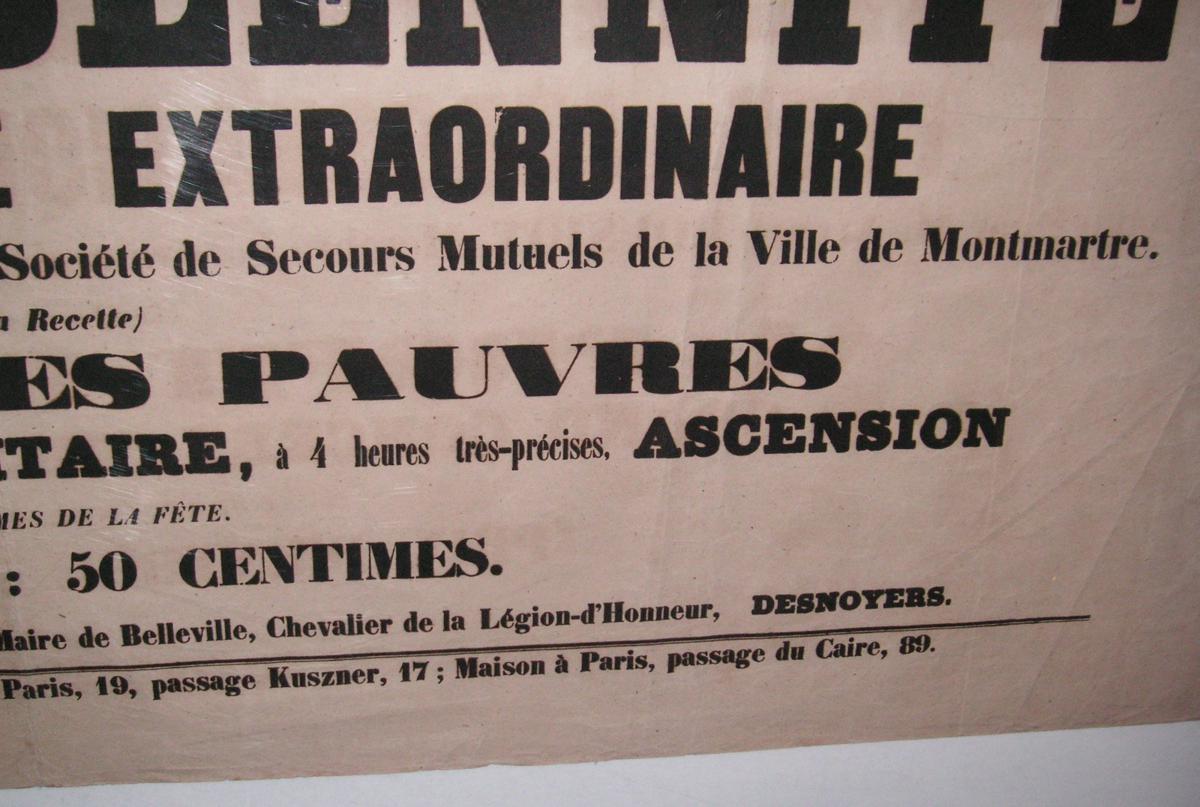 OLENNITÉ
EXTRAORDINAIRE
Société de Secours Mutuels de la Ville de Montmartre.
Recette)
ES PAUVRES
ITAIRE, à 4 heures très-précises, ASCENSION
MES DE LA FÊTE.
: 50 CENTIMES.
Maire de Belleville, Chevalier de la Légion-d'Honneur, DESNOYERS.
Paris, 19, passage Kuszner, 17 ; Maison à Paris, passage du Caire, 89.